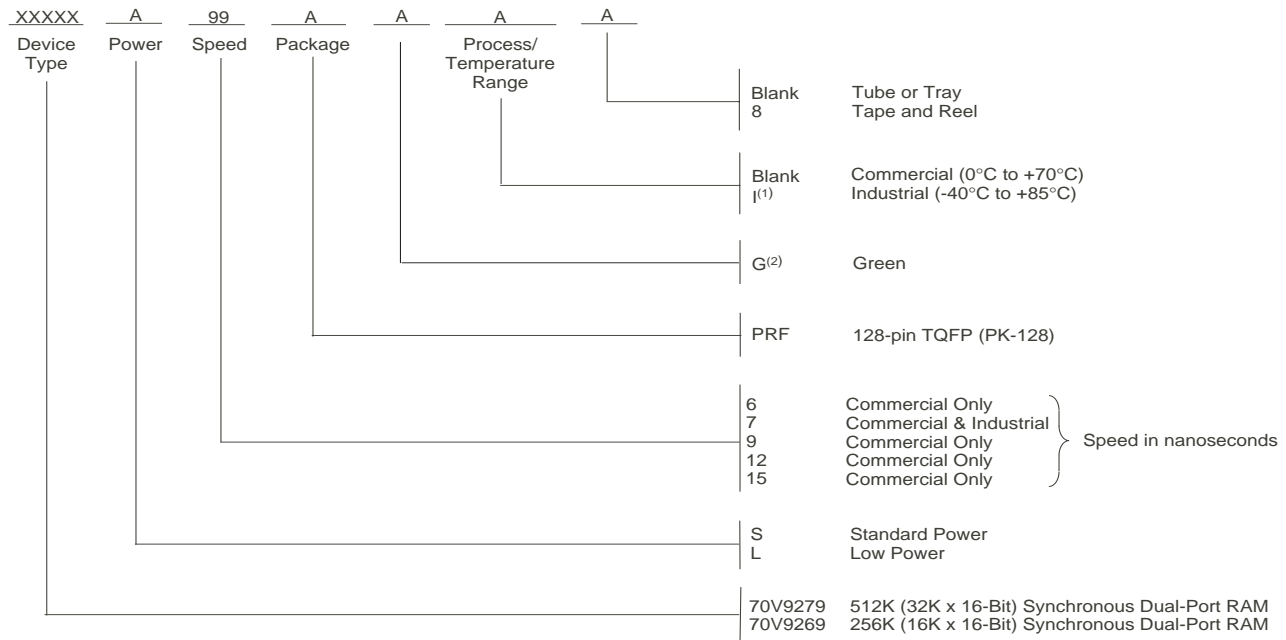 XXXXX A 99 A A A A
Device Power Speed Package Process/
Type Temperature
Range
Blank Tube or Tray
8 Tape and Reel
Blank Commercial (0°C to +70°C)
I(1) Industrial (-40°C to +85°C)
G(2) Green
PRF 128-pin TQFP (PK-128)
6 Commercial Only
7 Commercial & Industrial
9 Commercial Only Speed in nanoseconds
12 Commercial Only
15 Commercial Only
S Standard Power
L Low Power
70V9279 512K (32K x 16-Bit) Synchronous Dual-Port RAM
70V9269 256K (16K x 16-Bit) Synchronous Dual-Port RAM